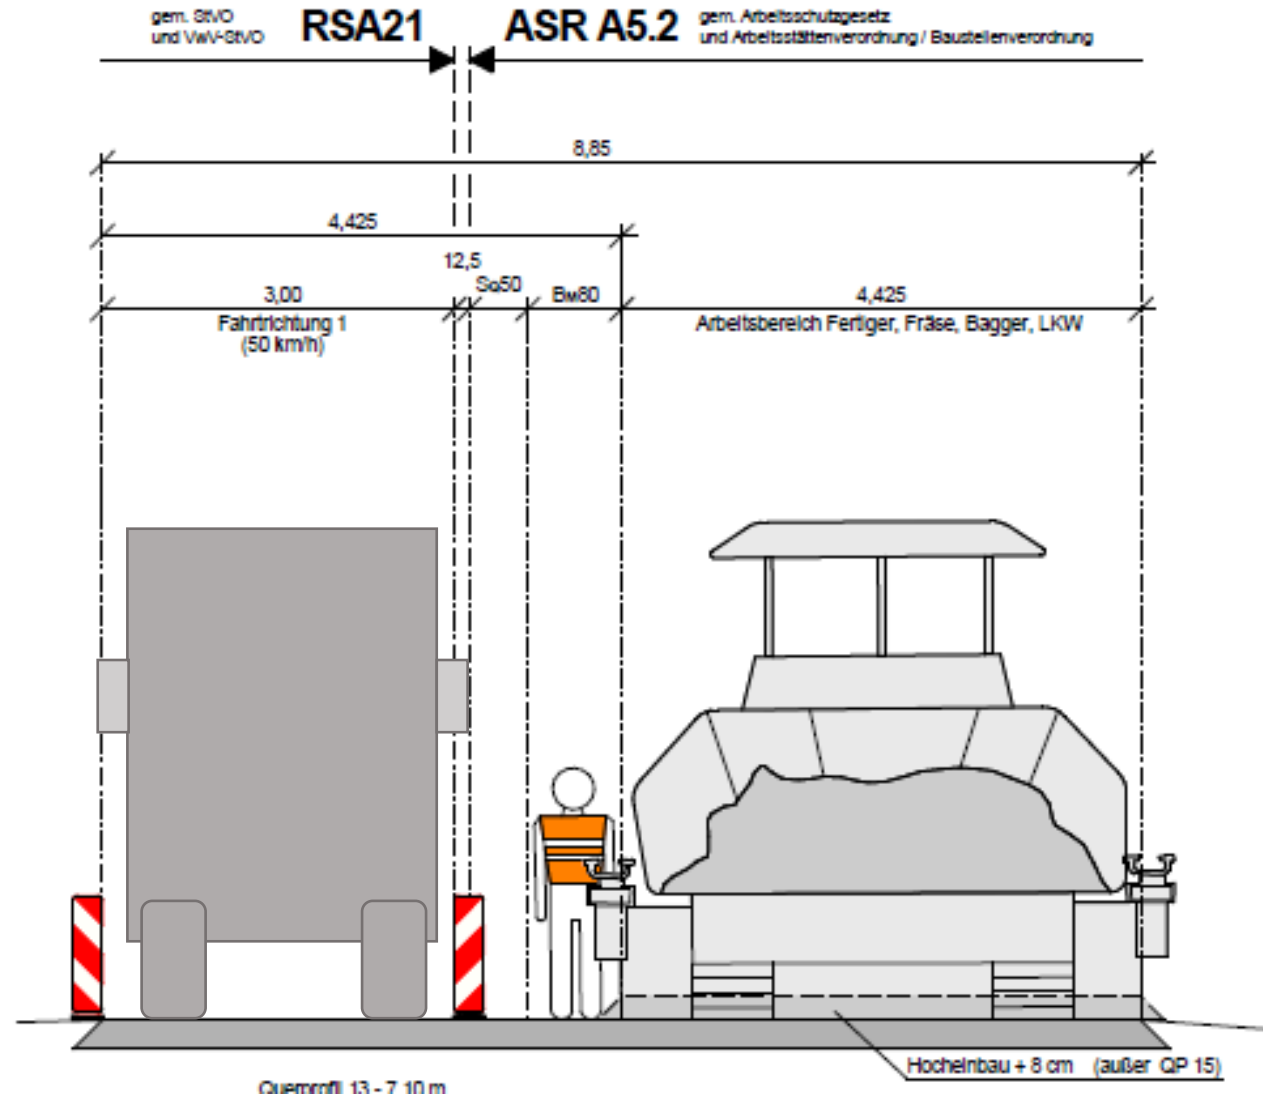 gem. StVO
und VwV-StVO
RSA21
ASR A5.2
gem. Arbeitsschutzgesetz
und Arbeitsstättenverordnung / Baustellenverordnung
8,85
4,425
12,5
SQ50
3,00
BM80
4,425
Fahrtrichtung 1
(50 km/h)
Arbeitsbereich Fertiger, Fräse, Bagger, LKW
Hocheinbau + 8 cm (außer QP 15)
Querprofil 13 - 7,10 m